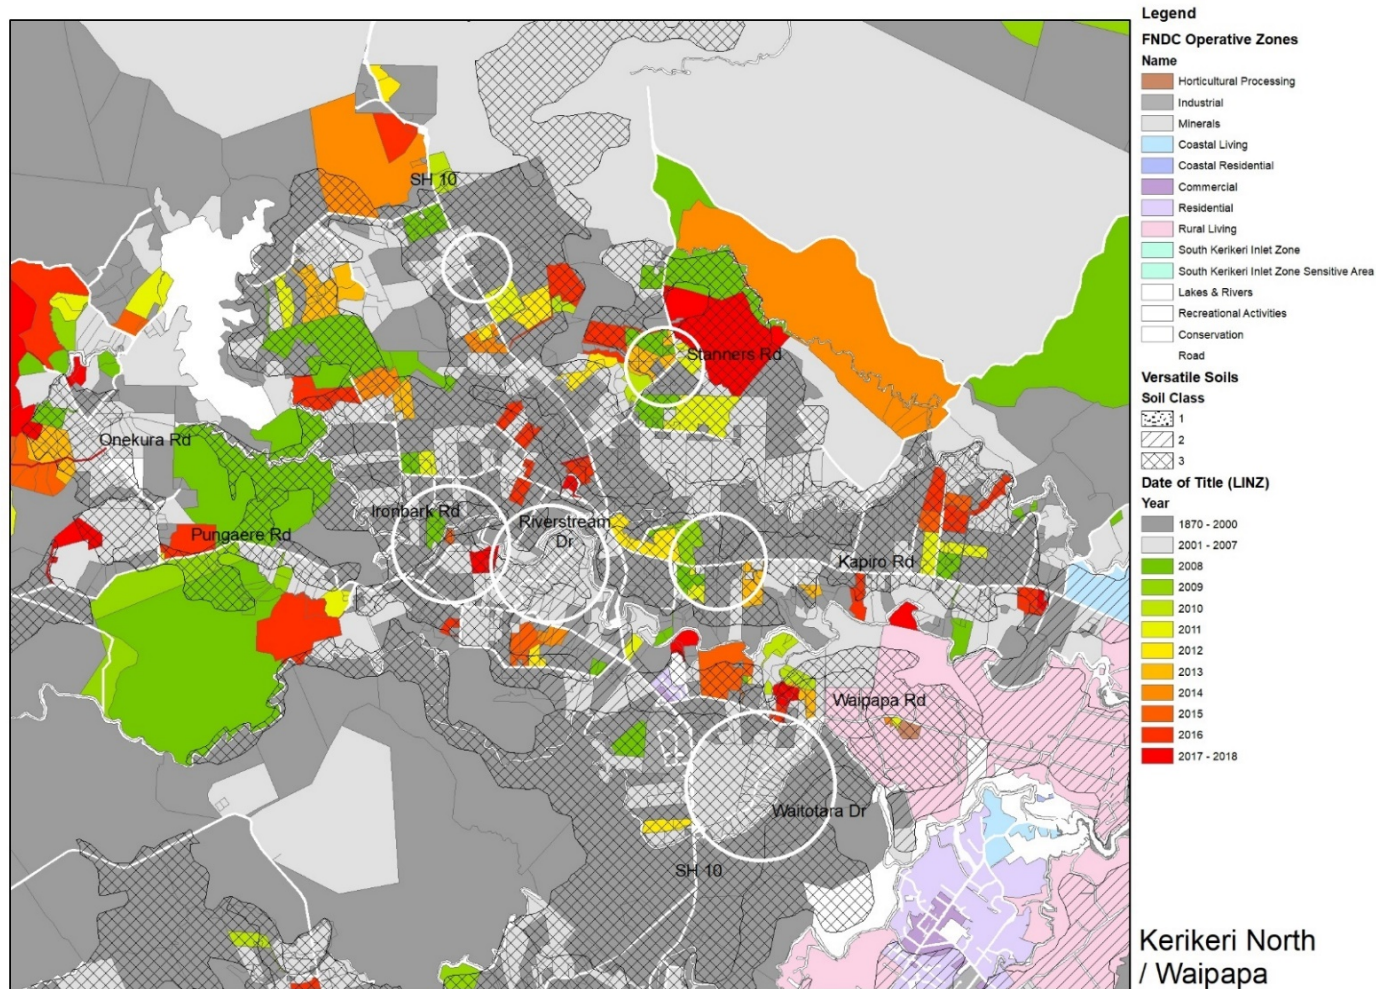 SH 10
Stanners Rd
Onekura Rd
Ironbark Rd
Riverstream
Dr
Pungaere Rd
Kapiro Rd
Waipapa Rd
Waitotara Dr
SH 10
Legend
FNDC Operative Zones
Name
Horticultural Processing
Industrial
Minerals
Coastal Living
Coastal Residential
Commercial
Residential
Rural Living
South Kerikeri Inlet Zone
South Kerikeri Inlet Zone Sensitive Area
Lakes & Rivers
Recreational Activities
Conservation
Road
Versatile Soils
Soil Class
1
2
3
Date of Title (LINZ)
Year
1870 - 2000
2001 - 2007
2008
2009
2010
2011
2012
2013
2014
2015
2016
2017 - 2018
Kerikeri North
/ Waipapa